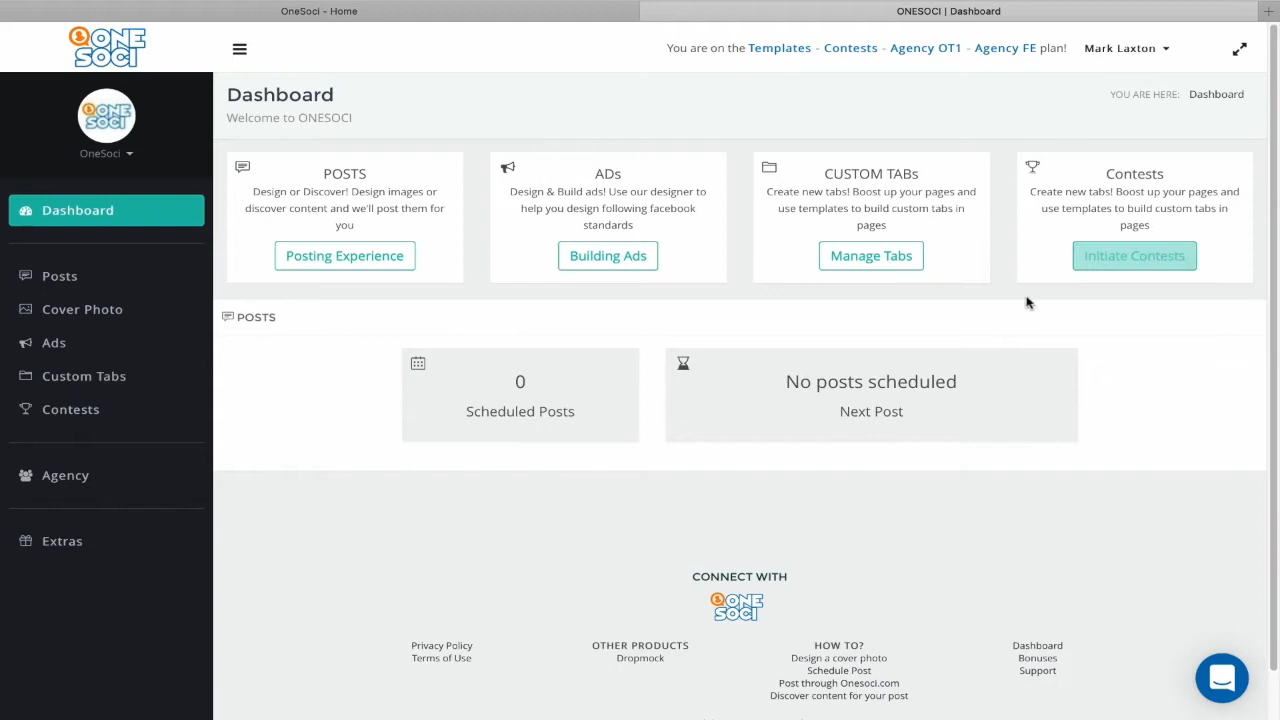 OneSoci - Home
ONESOCI | Dashboard
ONE
SOCI
You are on the Templates - Contests - Agency OT1 - Agency FE plan!
Mark Laxton
ONE
SOCI
OneSoci
Dashboard
Posts
Cover Photo
Ads
Custom Tabs
Contests
Agency
Extras
Dashboard
Welcome to ONESOCI
YOU ARE HERE: Dashboard
POSTS
Design or Discover! Design images or
discover content and we'll post them for
you
Posting Experience
ADs
Design & Build ads! Use our designer to
help you design following facebook
standards
Building Ads
CUSTOM TABs
Create new tabs! Boost up your pages and
use templates to build custom tabs in
pages
Manage Tabs
Contests
Create new tabs! Boost up your pages and
use templates to build custom tabs in
pages
Initiate Contests
POSTS
0
Scheduled Posts
No posts scheduled
Next Post
CONNECT WITH
ONE
SOCI
Privacy Policy
Terms of Use
OTHER PRODUCTS
Dropmock
HOW TO?
Design a cover photo
Schedule Post
Post through Onesoci.com
Discover content for your post
Dashboard
Bonuses
Support